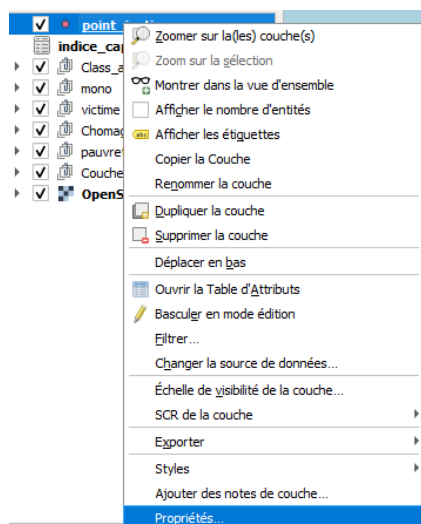 point_
indice_ca
Class_a
mono
victime
Chomag
pauvre
Couche
OpenS
Zoomer sur la(les) couche(s)
Zoom sur la sélection
Montrer dans la vue d'ensemble
Afficher le nombre d'entités
abc Afficher les étiquettes
Copier la Couche
Renommer la couche
Dupliquer la couche
Supprimer la couche
Déplacer en bas
Ouvrir la Table d'Attributs
Basculer en mode édition
Filtrer...
Changer la source de données...
Échelle de visibilité de la couche...
SCR de la couche
Exporter
Styles
Ajouter des notes de couche...
Propriétés...